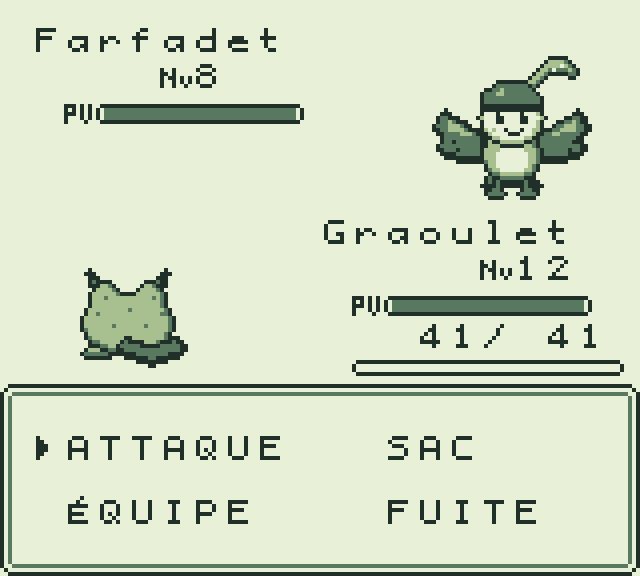 Farfadet
Nv8
PV
Graoulet
Nv12
PV
41/ 41
ATTAQUE SAC
ÉQUIPE FUITE